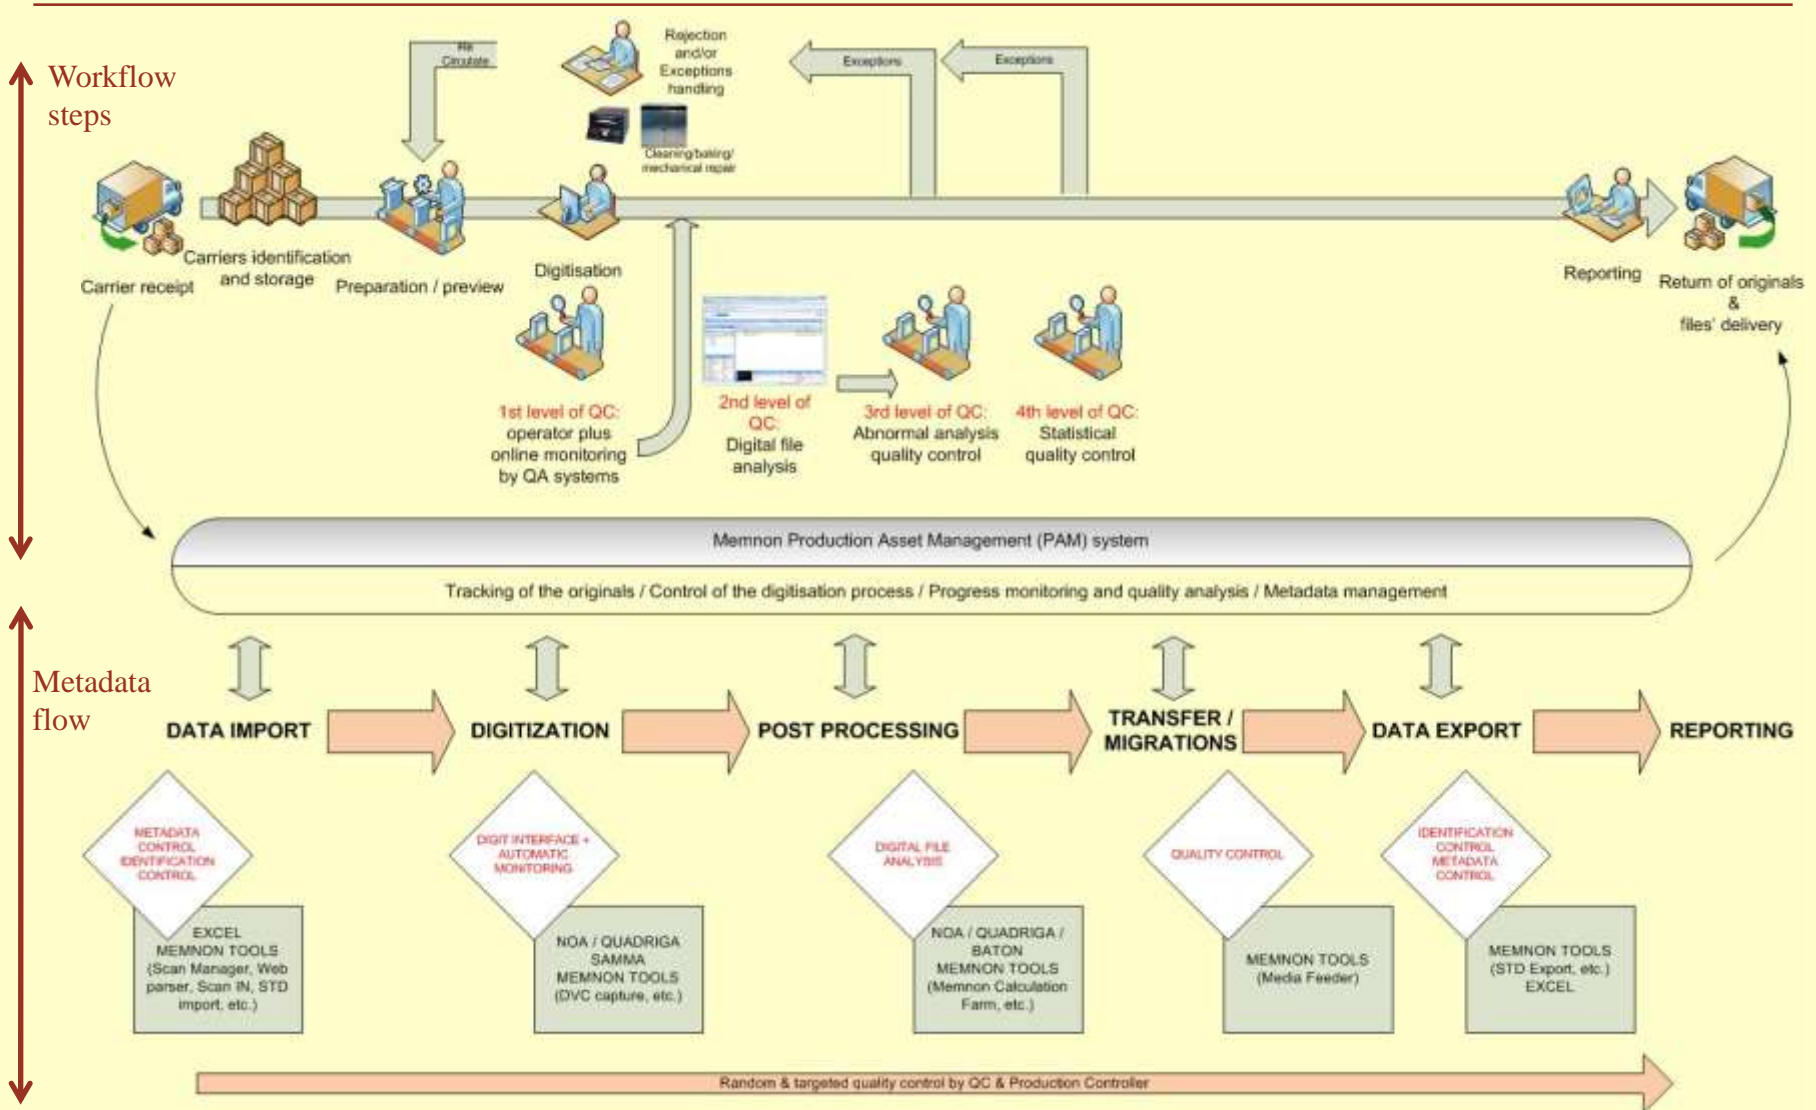 Workflow
steps
Re
Circulate
Rejection
and/or
Exceptions
handling
Exceptions
Exceptions
Cleaning/baking/
mechanical repair
Carrier receipt
Carriers identification
and storage
Preparation / preview
Digitisation
Reporting
Return of originals
&
files' delivery
1st level of QC:
operator plus
online monitoring
by QA systems
2nd level of
QC:
Digital file
analysis
3rd level of QC:
Abnormal analysis
quality control
4th level of QC:
Statistical
quality control
Memnon Production Asset Management (PAM) system
Tracking of the originals / Control of the digitisation process / Progress monitoring and quality analysis / Metadata management
Metadata
flow
DATA IMPORT
DIGITIZATION
POST PROCESSING
TRANSFER /
MIGRATIONS
DATA EXPORT
REPORTING
METADATA
CONTROL
IDENTIFICATION
CONTROL
DIGIT INTERFACE +
AUTOMATIC
MONITORING
DIGITAL FILE
ANALYSIS
QUALITY CONTROL
IDENTIFICATION
CONTROL
METADATA
CONTROL
EXCEL
MEMNON TOOLS
(Scan Manager, Web
parser, Scan IN, STD
import, etc.)
NOA / QUADRIGA
SAMMA
MEMNON TOOLS
(DVC capture, etc.)
NOA / QUADRIGA /
BATON
MEMNON TOOLS
(Memnon Calculation
Farm, etc.)
MEMNON TOOLS
(Media Feeder)
MEMNON TOOLS
(STD Export, etc.)
EXCEL
Random & targeted quality control by QC & Production Controller